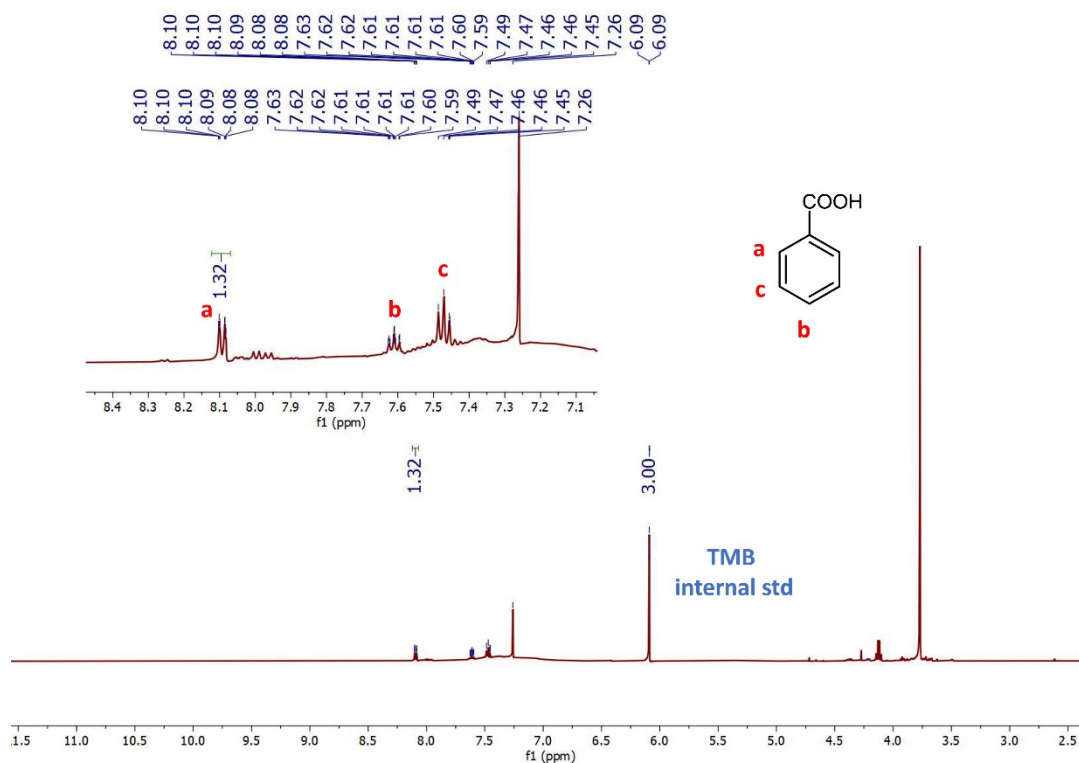 8.10 8.10 8.10 8.09 8.08 8.08 7.63 7.62 7.62 7.61 7.61 7.61 7.61 7.60 7.59 7.49 7.47 7.46 7.46 7.45 7.26 6.09 6.09
8.10 8.10 8.10 8.09 8.08 8.08 7.63 7.62 7.62 7.61 7.61 7.61 7.61 7.60 7.59 7.49 7.47 7.46 7.46 7.45 7.26
COOH
a
c
b
1.32
a
b
c
8.4 8.3 8.2 8.1 8.0 7.9 7.8 7.7 7.6 7.5 7.4 7.3 7.2 7.1
f1 (ppm)
1.32
3.00
TMB
internal std
1.5 11.0 10.5 10.0 9.5 9.0 8.5 8.0 7.5 7.0 6.5 6.0 5.5 5.0 4.5 4.0 3.5 3.0 2.5
f1 (ppm)